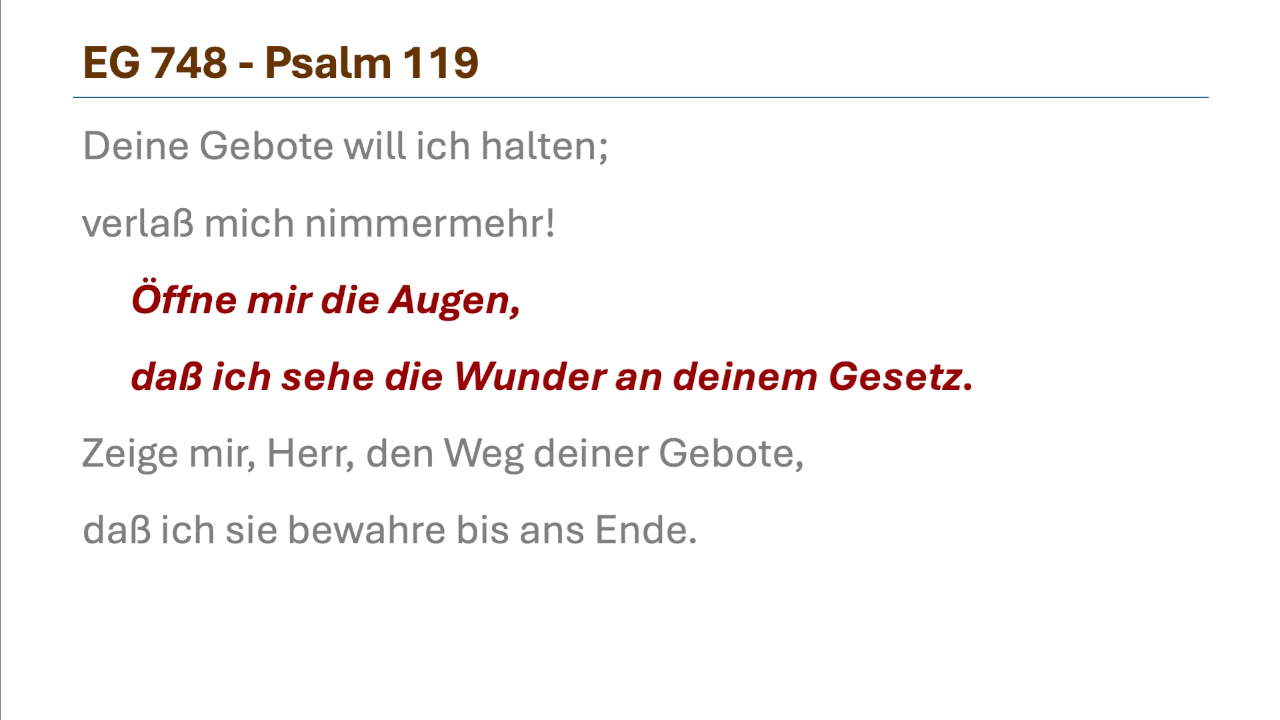 EG 748 - Psalm 119
Deine Gebote will ich halten;
verlaß mich nimmermehr!
Öffne mir die Augen,
daß ich sehe die Wunder an deinem Gesetz.
Zeige mir, Herr, den Weg deiner Gebote,
daß ich sie bewahre bis ans Ende.